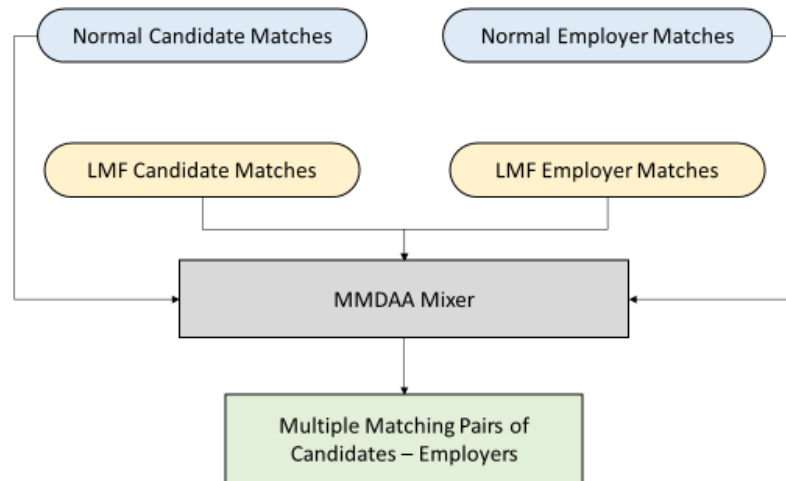 Normal Candidate Matches
Normal Employer Matches
LMF Candidate Matches
LMF Employer Matches
MMDAA Mixer
Multiple Matching Pairs of
Candidates – Employers